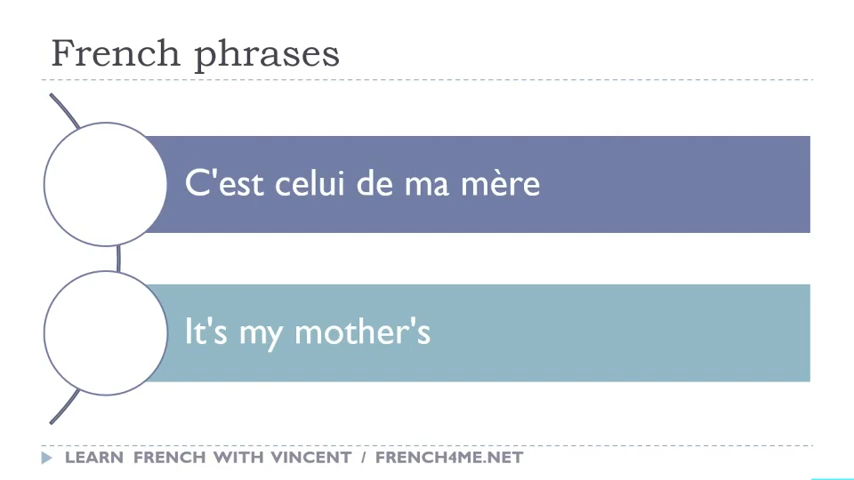 French phrases
C'est celui de ma mère
It's my mother's
LEARN FRENCH WITH VINCENT / FRENCH4ME.NET